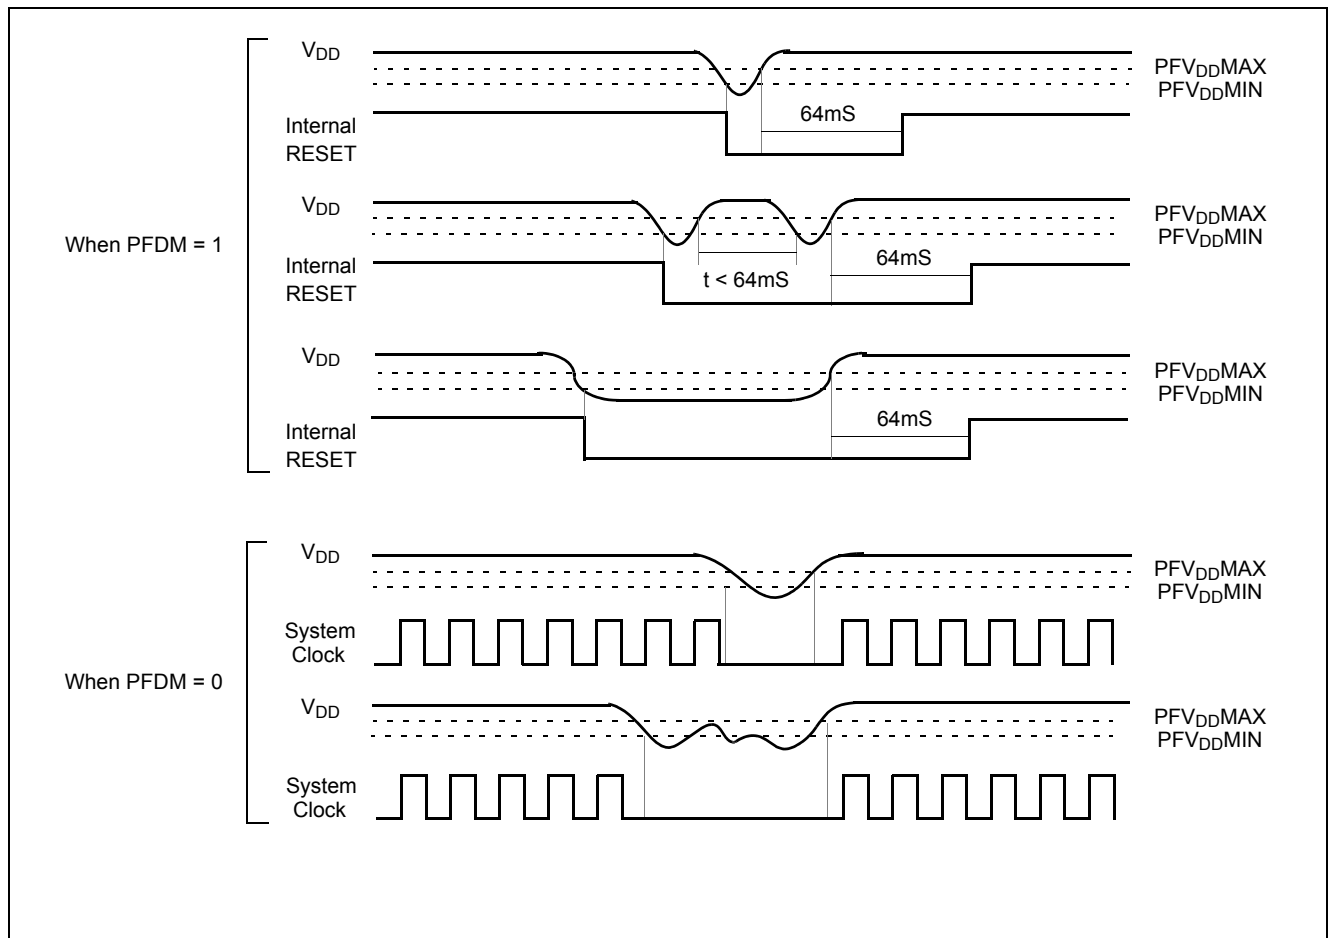 When PFDM = 1
VDD
PFVDDMAX
PFVDDMIN
64mS
Internal
RESET
VDD
PFVDDMAX
PFVDDMIN
64mS
t < 64mS
Internal
RESET
VDD
PFVDDMAX
PFVDDMIN
64mS
Internal
RESET
When PFDM = 0
VDD
PFVDDMAX
PFVDDMIN
System
Clock
VDD
PFVDDMAX
PFVDDMIN
System
Clock